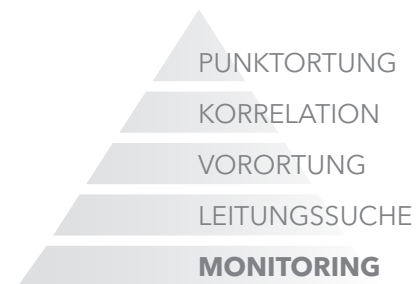 PUNKTORTUNG
KORRELATION
VORORTUNG
LEITUNGSSUCHE
MONITORING